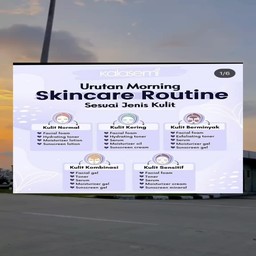 kalosemi
1/6
Urutan Morning
Skincare Routine
Sesuai Jenis Kulit
Kulit Normal
Facial foam
Hydrating toner
Moisturizer lotion
Sunscreen lotion
Kulit Kering
Facial foam
Hydrating toner
Serum
Moisturizer oil
Sunscreen cream
Kulit Berminyak
Facial foam
Exfoliating toner
Serum
Moisturizer gel
Sunscreen gel
Kulit Kombinasi
Facial gel
Toner
Serum
Moisturizer gel
Sunscreen gel
Kulit Sensitif
Facial foam
Toner
Serum
Moisturizer cream
Sunscreen mineral